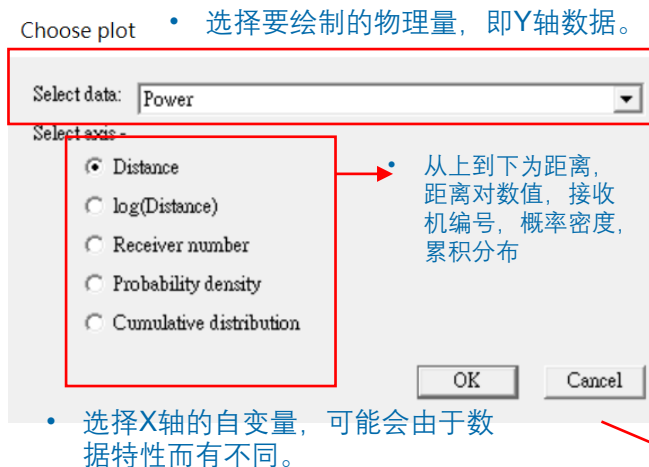 Choose plot
• 选择要绘制的物理量，即Y轴数据。
Select data: Power
Select axis -
Distance
log(Distance)
Receiver number
Probability density
Cumulative distribution
• 从上到下为距离，
距离对数值，接收
机编号，概率密度，
累积分布
OK Cancel
• 选择X轴的自变量，可能会由于数
据特性而有不同。